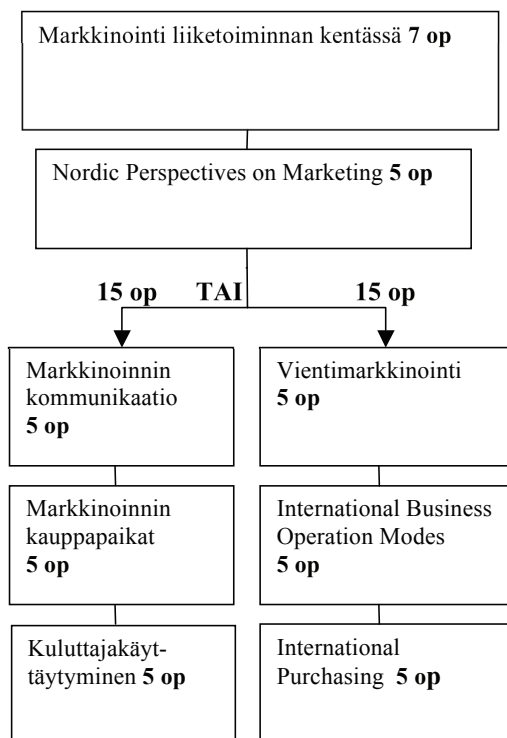 Markkinointi liiketoiminnan kentässä 7 op
Nordic Perspectives on Marketing 5 op
15 op TAI 15 op
Markkinoinnin
kommunikaatio
5 op
Markkinoinnin
kauppapaikat
5 op
Kuluttajakäyt-
täytyminen 5 op
Vientimarkkinointi
5 op
International Business
Operation Modes
5 op
International
Purchasing 5 op